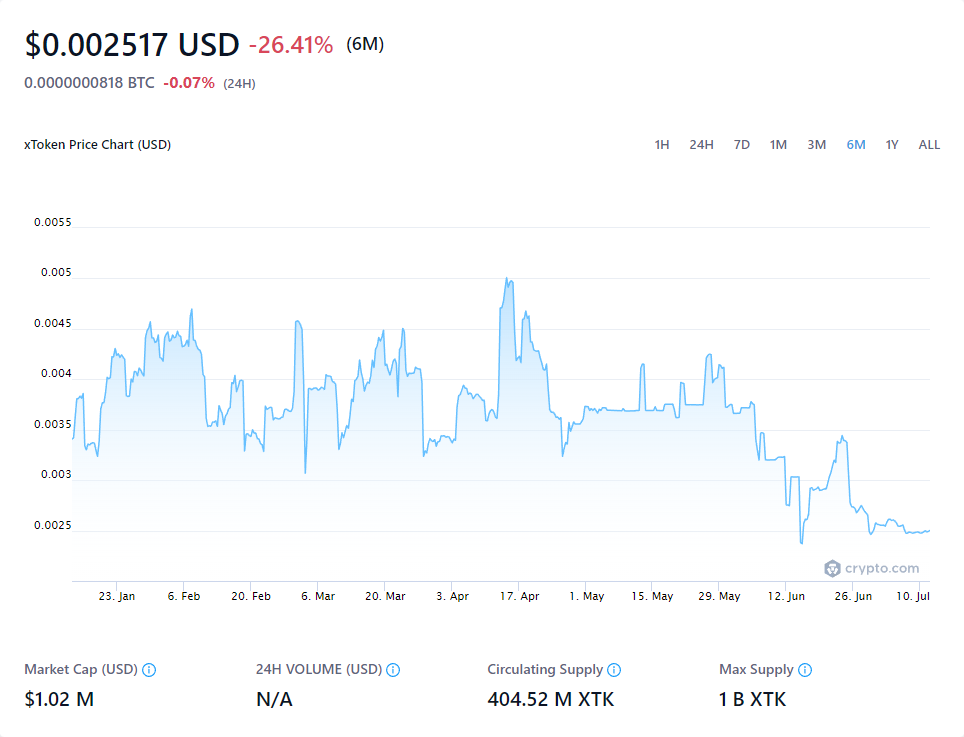 $0.002517 USD -26.41% (6M)
0.0000000818 BTC -0.07% (24H)
xToken Price Chart (USD) 1H 24H 7D 1M 3M 6M 1Y ALL
0.0055
0.005
0.0045
0.004
0.0035
0.003
0.0025
crypto.com
23. Jan 6. Feb 20. Feb 6. Mar 20. Mar 3. Apr 17. Apr 1. May 15. May 29. May 12. Jun 26. Jun 10. Jul
Market Cap (USD) 24H VOLUME (USD) Circulating Supply Max Supply
$1.02 M N/A 404.52 M XTK 1 B XTK